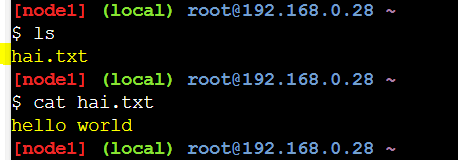 [node1] (local) root@192.168.0.28 ~
$ ls
hai.txt
[node1] (local) root@192.168.0.28 ~
$ cat hai.txt
hello world
[node1] (local) root@192.168.0.28 ~